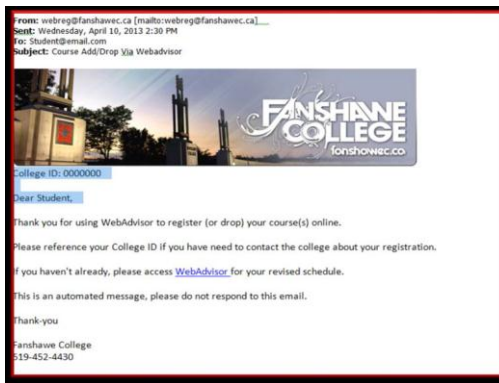 From: webreg@fanshawec.ca [mailto:webreg@fanshawec.ca]
Sent: Wednesday, April 10, 2013 2:30 PM
To: Student@email.com
Subject: Course Add/Drop Via Webadvisor
FANSHAWE
COLLEGE
fanshawec.ca
College ID: 0000000
Dear Student,
Thank you for using WebAdvisor to register (or drop) your course(s) online.
Please reference your College ID if you have need to contact the college about your registration.
If you haven't already, please access WebAdvisor for your revised schedule.
This is an automated message, please do not respond to this email.
Thank-you
Fanshawe College
519-452-4430